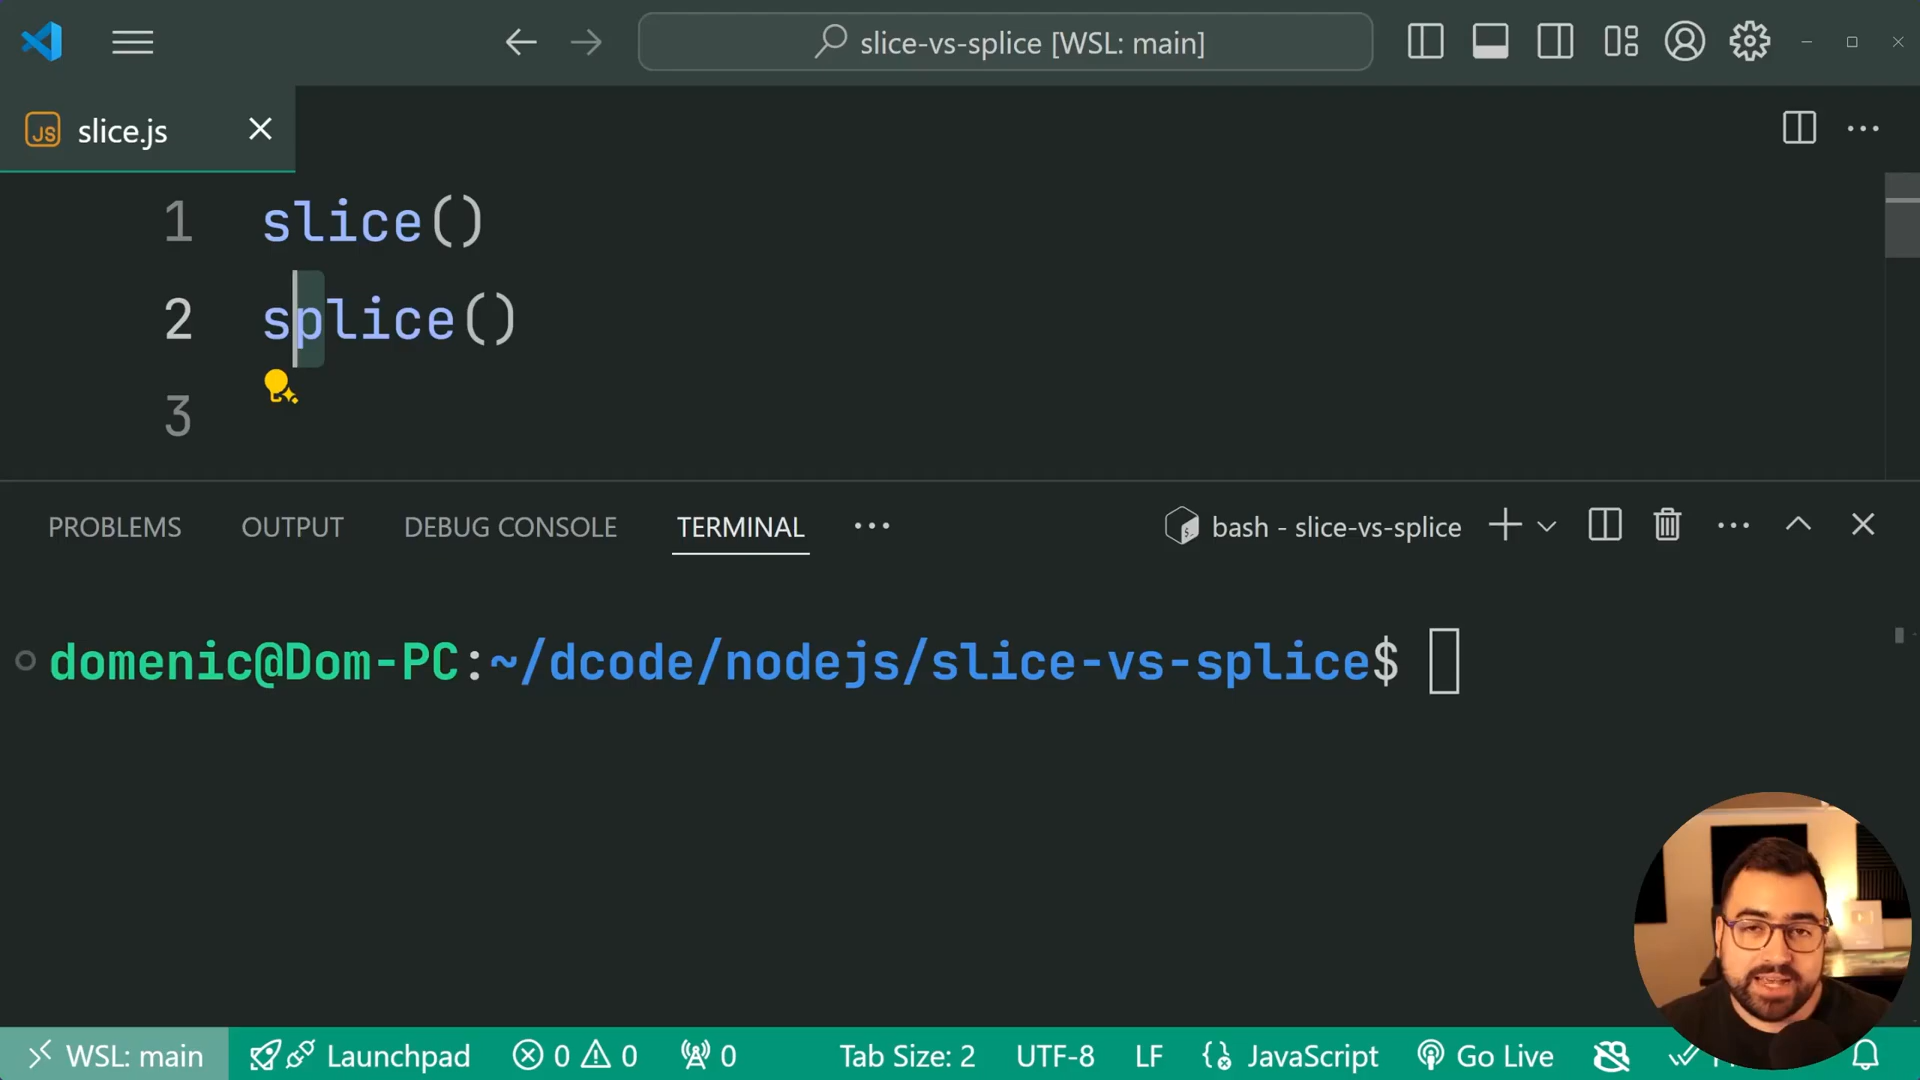 slice-vs-splice [WSL: main]
JS slice.js
1 slice()
2 splice()
3
PROBLEMS OUTPUT DEBUG CONSOLE TERMINAL bash - slice-vs-splice
domenic@Dom-PC:~/dcode/nodejs/slice-vs-splice$
WSL: main Launchpad 0 0 0 Tab Size: 2 UTF-8 LF JavaScript Go Live